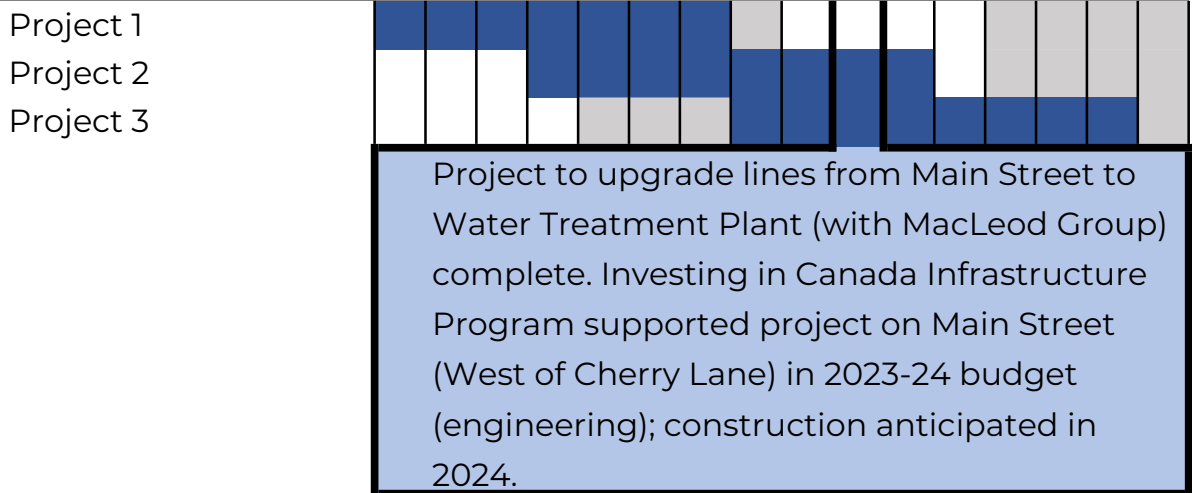 Project 1
Project 2
Project 3
Project to upgrade lines from Main Street to
Water Treatment Plant (with MacLeod Group)
complete. Investing in Canada Infrastructure
Program supported project on Main Street
(West of Cherry Lane) in 2023-24 budget
(engineering); construction anticipated in
2024.